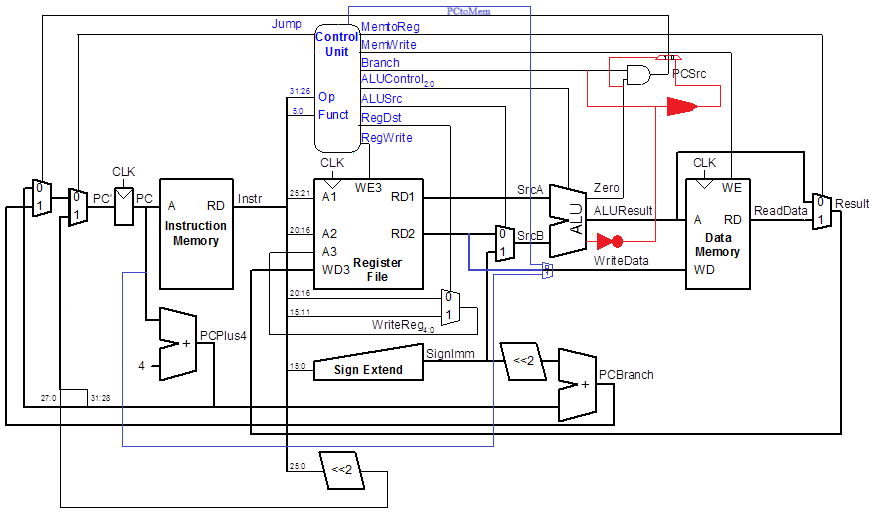 PCtoMem
Jump
MemtoReg
Control
Unit
MemWrite
Branch
PCSrc
ALUControl2:0
31:26
Op
ALUSrc
5:0
Funct
RegDst
RegWrite
CLK
CLK
CLK
0
1
0
1
PC'
PC
A
RD
Instr
Instruction
Memory
25:21
A1
WE3
RD1
SrcA
Zero
WE
0
1
Result
20:16
A2
RD2
0
1
SrcB
ALU
ALUResult
A
RD
ReadData
A3
WD3
Register
File
WriteData
Data
Memory
WD
20:16
0
15:11
1
WriteReg4:0
PCPlus4
+
4
15:0
Sign Extend
SignImm
<<2
PCBranch
+
27:0
31:28
25:0
<<2